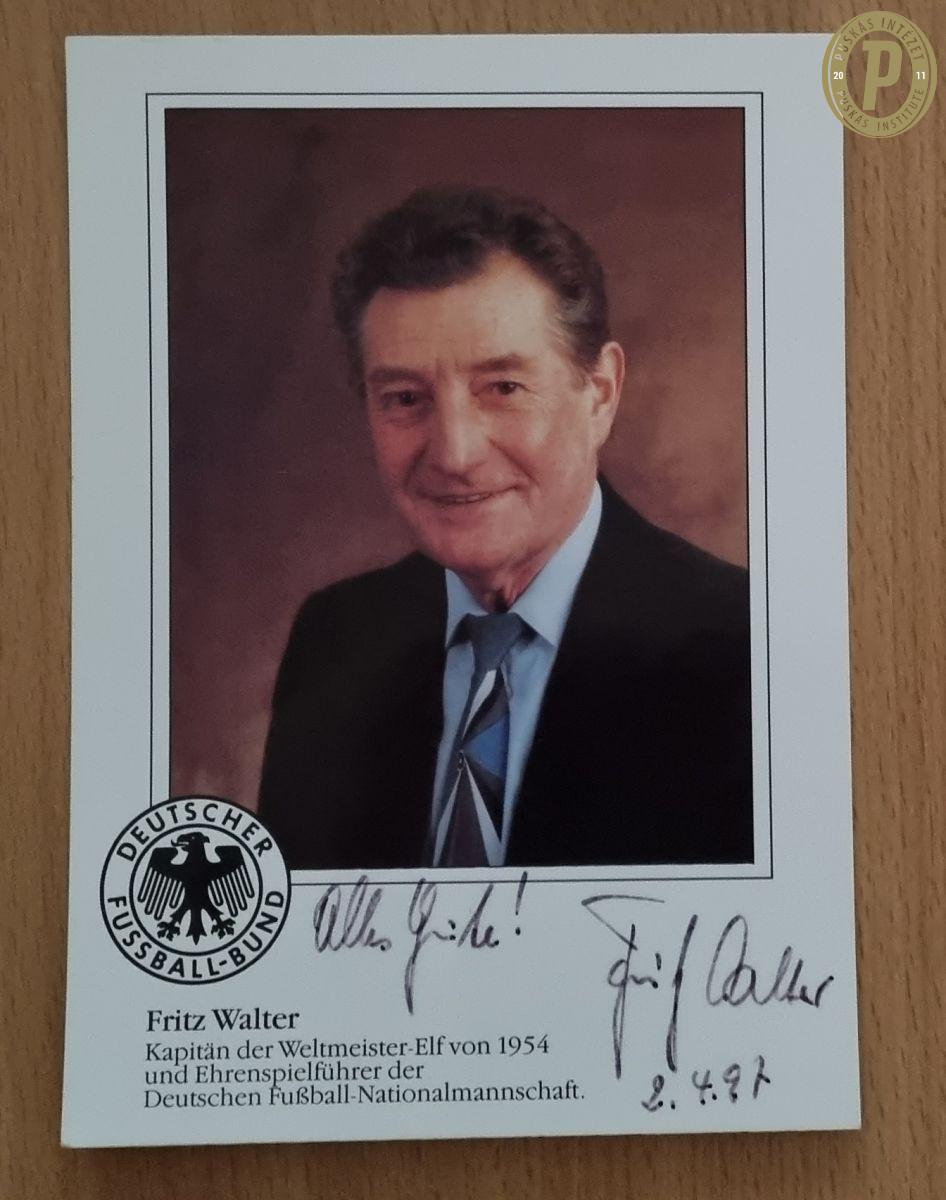 PUSKÁS INTÉZET
20 11
PUSKÁS INSTITUTE
P
DEUTSCHER
FUSSBALL-BUND
Alles Gute!
Fritz Walter
2.4.97
Fritz Walter
Kapitän der Weltmeister-Elf von 1954
und Ehrenspielführer der
Deutschen Fußball-Nationalmannschaft.